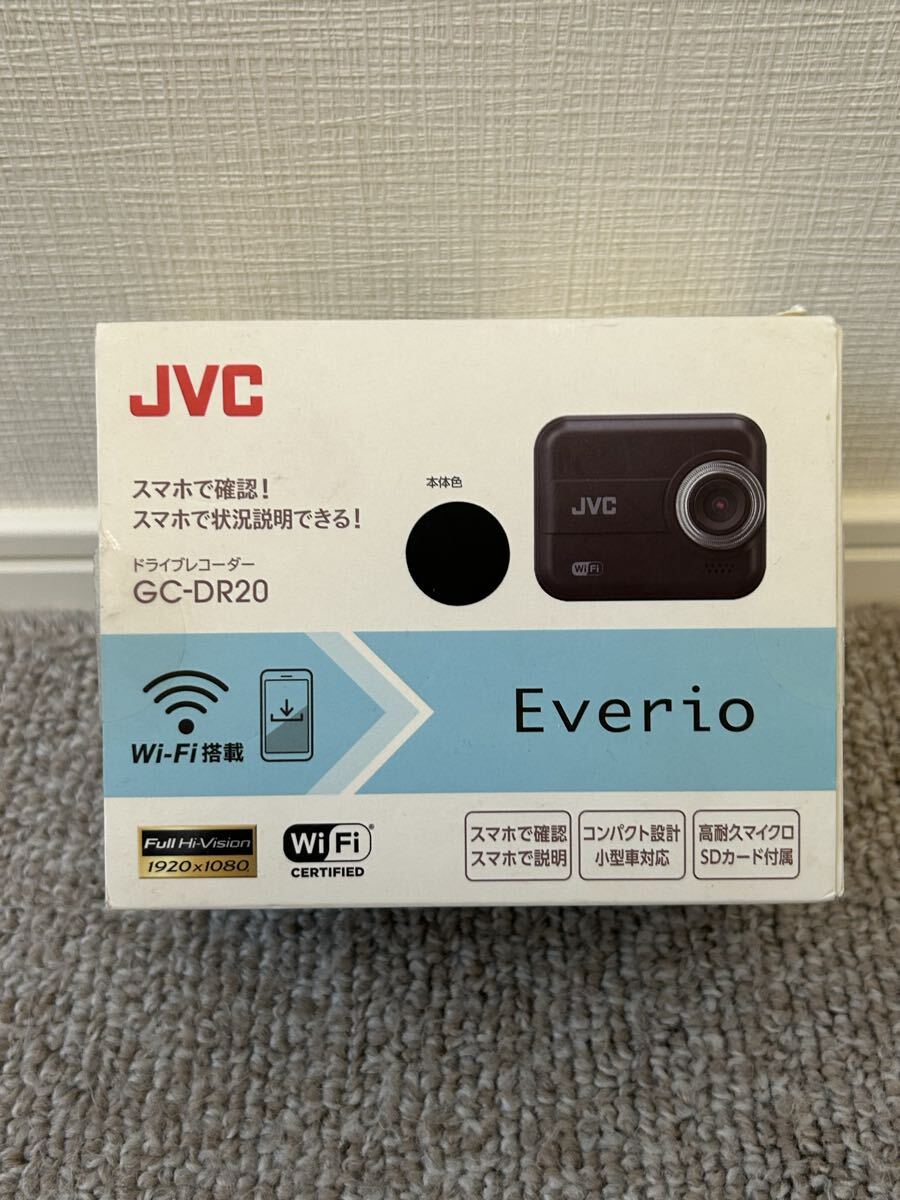 JVC
スマホで確認!
スマホで状況説明できる!
ドライブレコーダー
GC-DR20
本体色
JVC
Wi Fi
Wi-Fi搭載
Everio
Full Hi-Vision
1920x1080
Wi Fi
®
CERTIFIED
スマホで確認
スマホで説明
コンパクト設計
小型車対応
高耐久マイクロ
SDカード付属